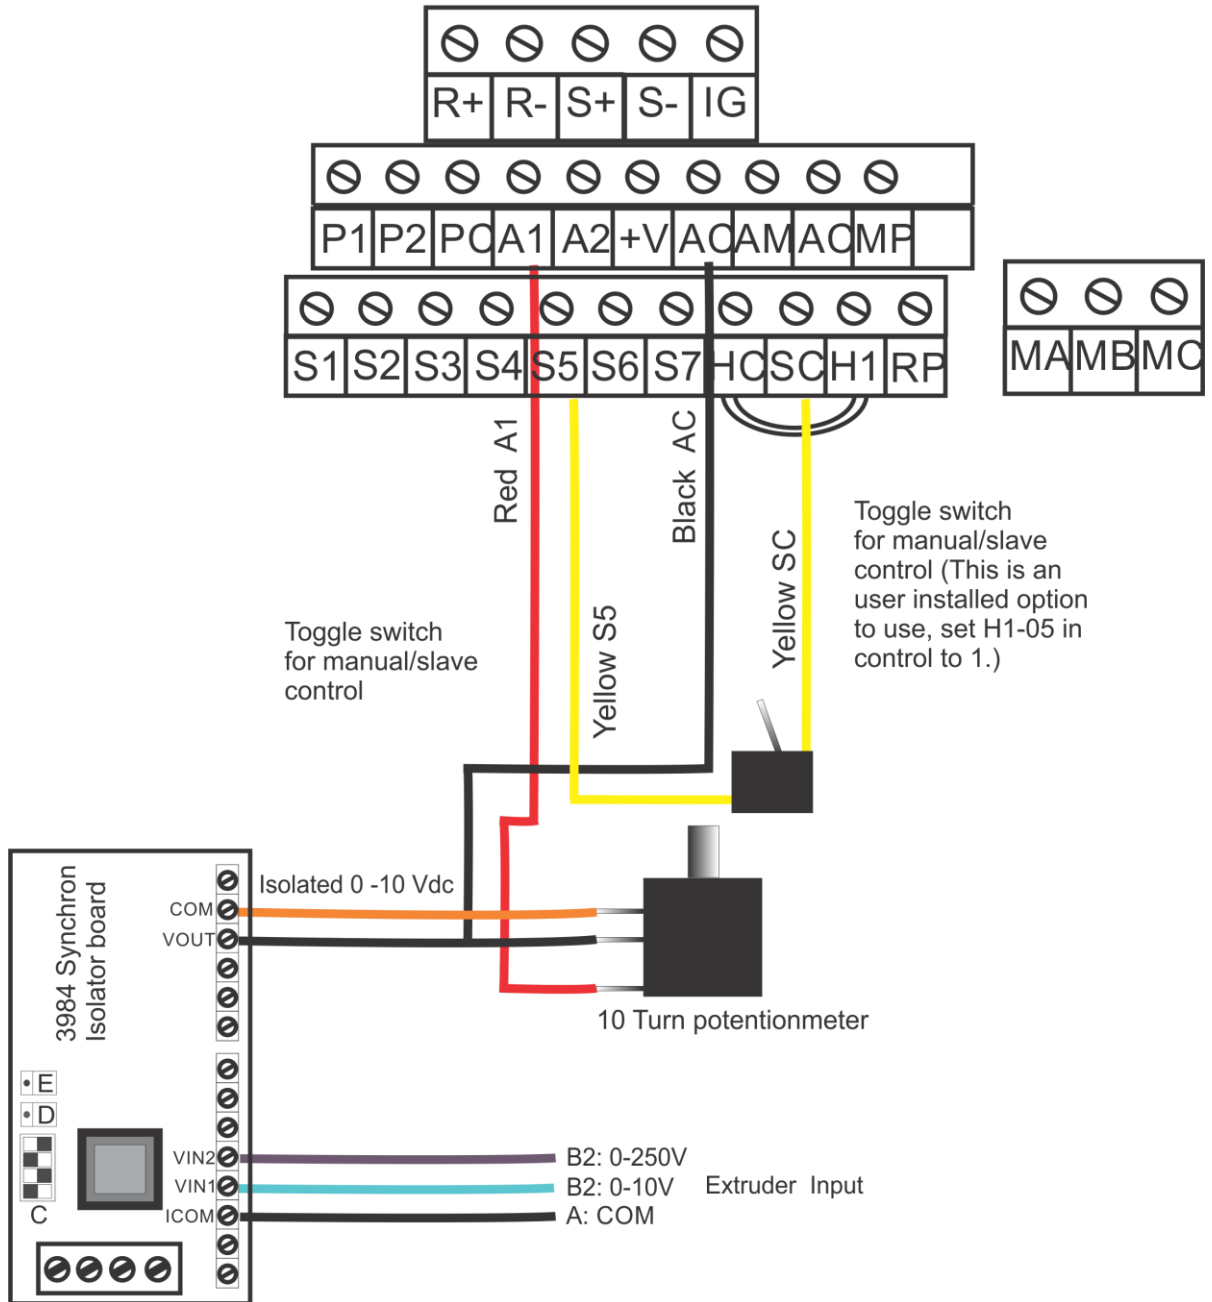 R+ R- S+ S- IG
P1 P2 PC A1 A2 +V AC AM AC MP
S1 S2 S3 S4 S5 S6 S7 HC SC H1 RP
MA MB MC
Red A1
Black AC
Yellow S5
Yellow SC
Toggle switch
for manual/slave
control (This is an
user installed option
to use, set H1-05 in
control to 1.)
Toggle switch
for manual/slave
control
3984 Synchron
Isolator board
COM
VOUT
Isolated 0 -10 Vdc
10 Turn potentionmeter
E
D
C
VIN2
VIN1
ICOM
B2: 0-250V
B2: 0-10V
A: COM
Extruder Input